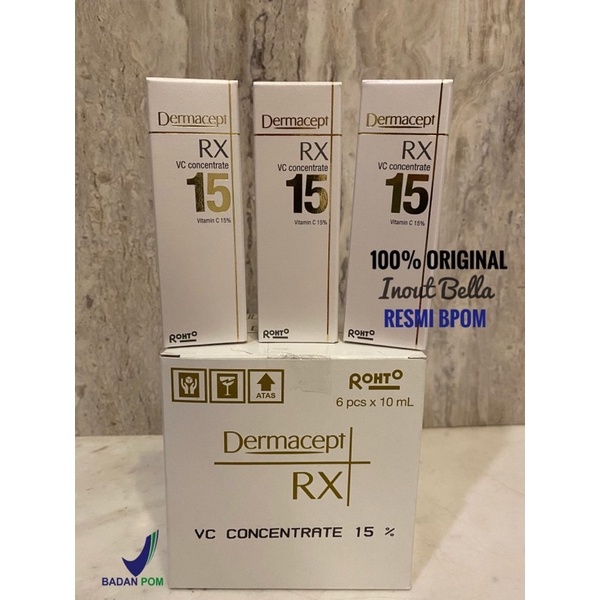 Dermacept
RX
VC concentrate
15
Vitamin C 15%
ROHTO
Dermacept
RX
VC concentrate
15
Vitamin C 15%
ROHTO
Dermacept
RX
VC concentrate
15
Vitamin C 15%
ROHTO
100% ORIGINAL
Inout Bella
RESMI BPOM
ATAS
ROHTO
6 pcs x 10 mL
Dermacept
RX
VC CONCENTRATE 15 %
BADAN POM